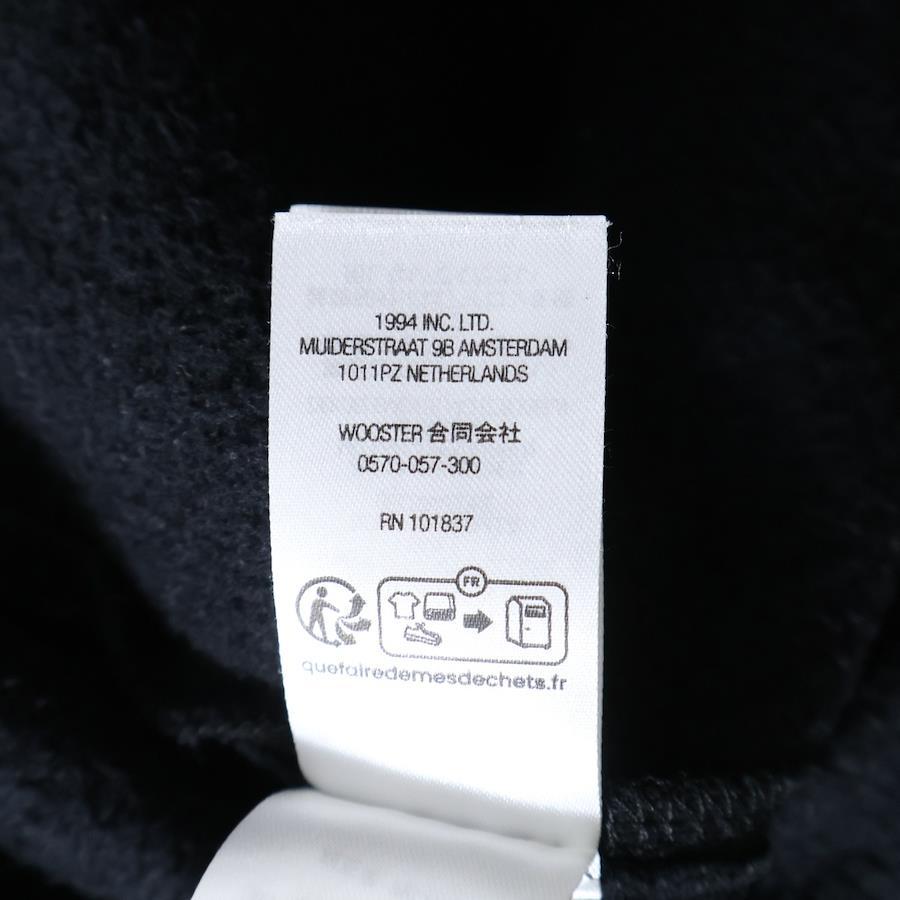 1994 INC. LTD.
MUIDERSTRAAT 9B AMSTERDAM
1011PZ NETHERLANDS
WOOSTER 合同会社
0570-057-300
RN 101837
FR
quefairedemesdechets.fr